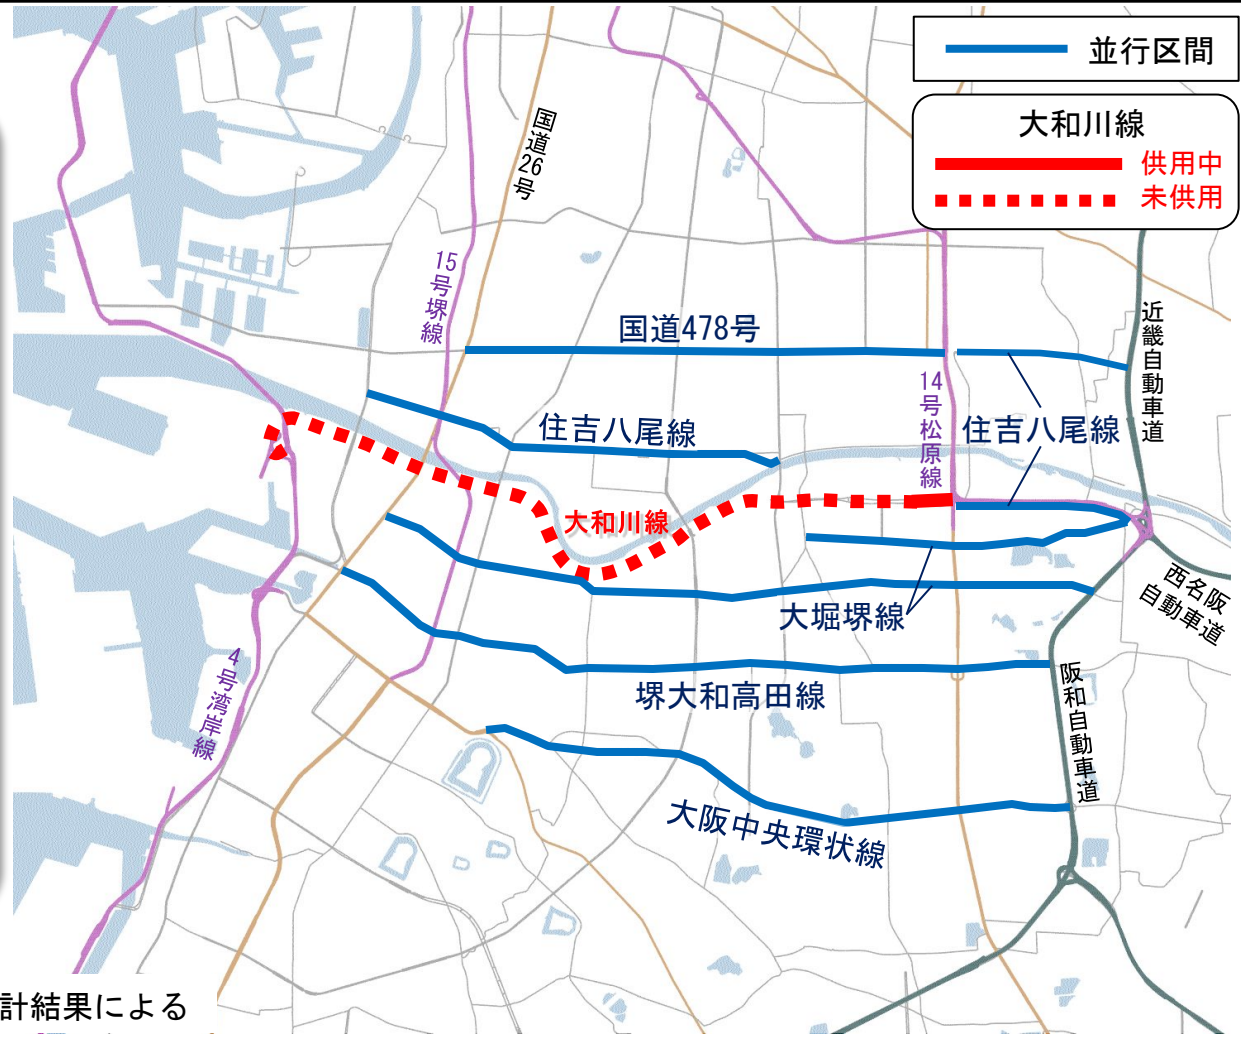 並行区間
大和川線
供用中
未供用
国道26号
15号堺線
国道478号
近畿自動車道
14号松原線
住吉八尾線
住吉八尾線
大和川線
西名阪
自動車道
大堀堺線
4号湾岸線
堺大和高田線
阪和自動車道
大阪中央環状線
計結果による